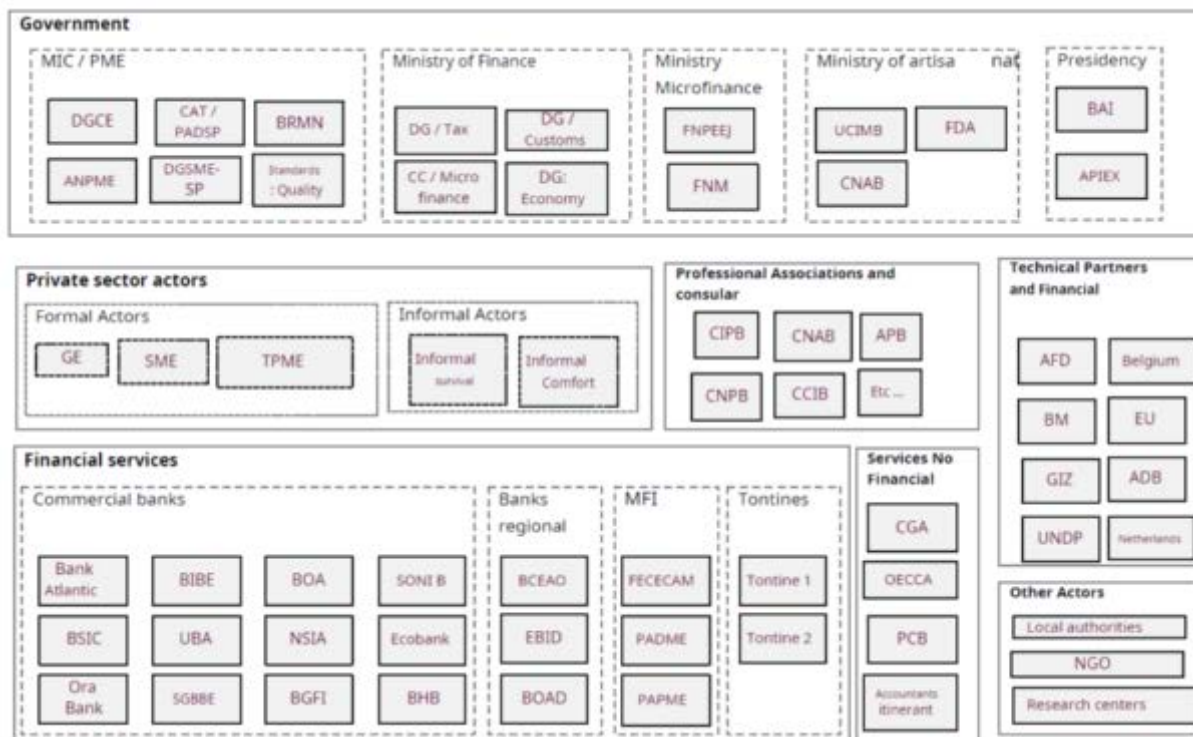 Government
MIC / PME
DGCE
CAT /
PADSP
BRMN
ANPME
DGSME-
SP
Standards
: Quality
Ministry of Finance
DG / Tax
DG /
Customs
CC / Micro
finance
DG:
Economy
Ministry
Microfinance
FNPEEJ
FNM
Ministry of artisa nat
UCIMB
FDA
CNAB
Presidency
BAI
APIEX
Private sector actors
Formal Actors
GE
SME
TPME
Informal Actors
Informal
survival
Informal
Comfort
Professional Associations and
consular
CIPB
CNAB
APB
CNPB
CCIB
Etc ...
Technical Partners
and Financial
AFD
Belgium
BM
EU
GIZ
ADB
UNDP
Netherlands
Financial services
Commercial banks
Bank
Atlantic
BIBE
BOA
SONI B
BSIC
UBA
NSIA
Ecobank
Ora
Bank
SGBBE
BGFI
BHB
Banks
regional
BCEAO
EBID
BOAD
MFI
FECECAM
PADME
PAPME
Tontines
Tontine 1
Tontine 2
Services No
Financial
CGA
OECCA
PCB
Accountants
itinerant
Other Actors
Local authorities
NGO
Research centers